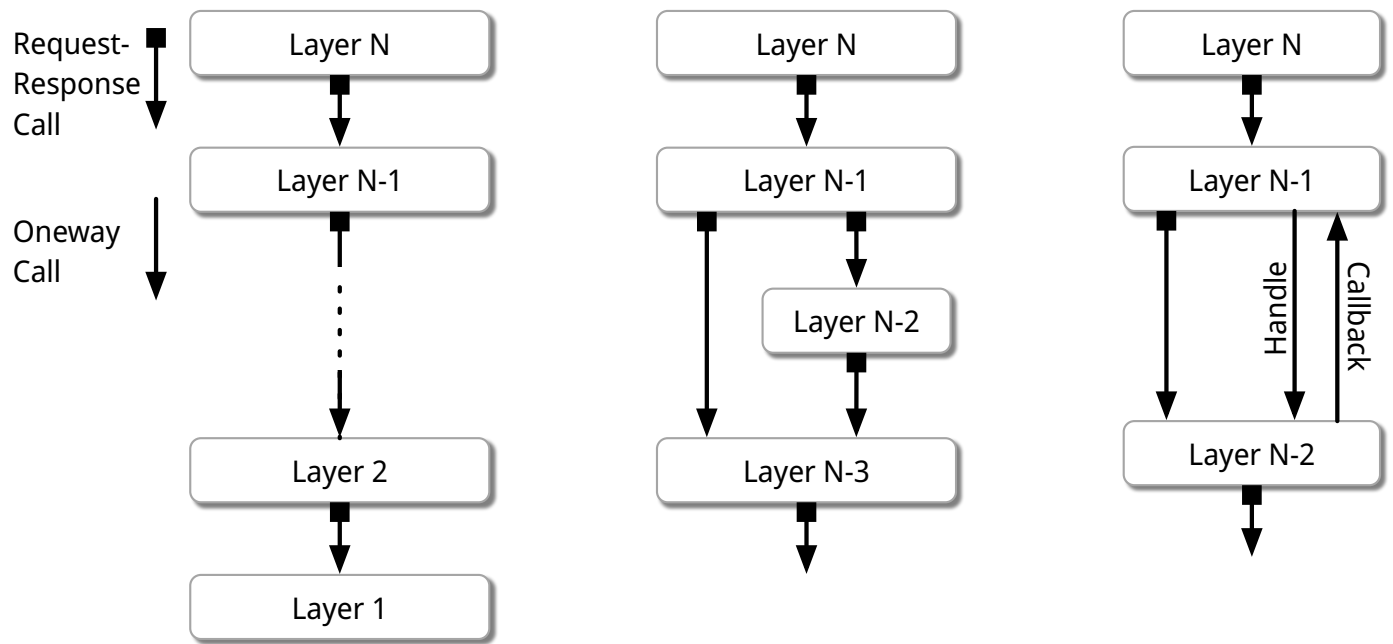 Request-
Response
Call
Oneway
Call
Layer N
Layer N-1
Layer 2
Layer 1
Layer N
Layer N-1
Layer N-2
Layer N-3
Layer N
Layer N-1
Handle
Callback
Layer N-2